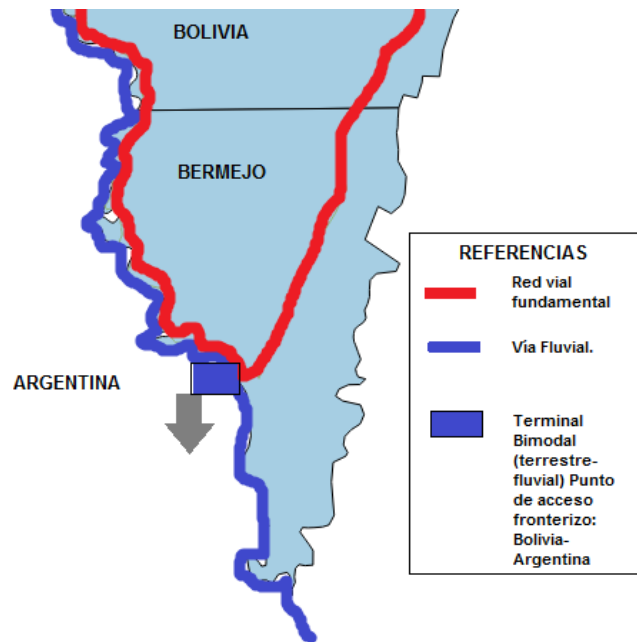 BOLIVIA
BERMEJO
ARGENTINA
REFERENCIAS
Red vial
fundamental
Vía Fluvial.
Terminal
Bimodal
(terrestre-
fluvial) Punto
de acceso
fronterizo:
Bolivia-
Argentina